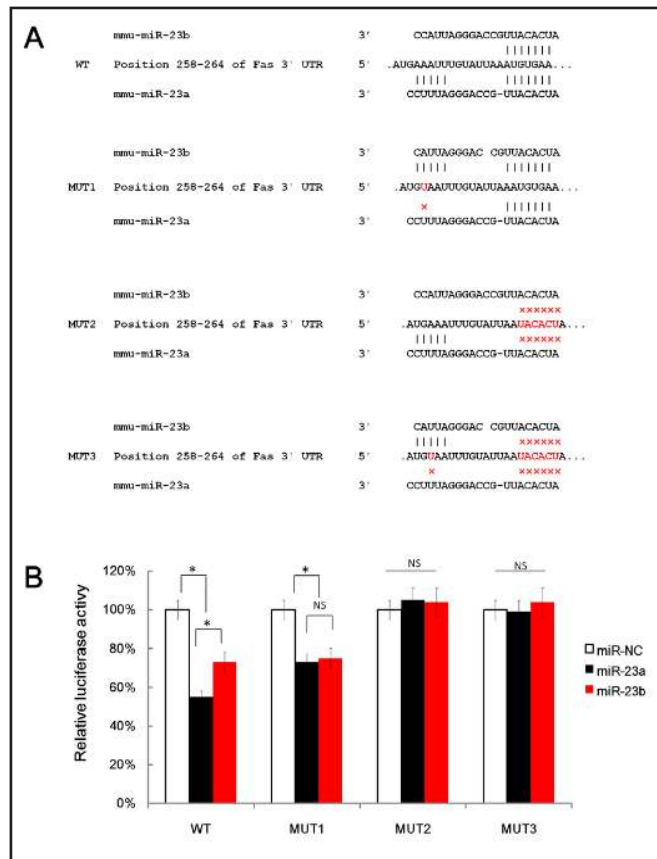 A
mmu-miR-23b 3' CCAUUAGGGACCGUUACACUA
WT Position 258-264 of Fas 3' UTR 5' .AUGAAAUUUGUAUUAAAUGUGAA...
mmu-miR-23a 3' CCUUUAGGGACCG-UUACACUA
mmu-miR-23b 3' CAUUAGGGAC CGUUACACUA
MUT1 Position 258-264 of Fas 3' UTR 5' .AUGUAAUUUGUAUUAAAUGUGAA...
×
mmu-miR-23a 3' CCUUUAGGGACCG-UUACACUA
mmu-miR-23b 3' CCAUUAGGGACCGUUACACUA
××××××
MUT2 Position 258-264 of Fas 3' UTR 5' .AUGAAAUUUGUAUUAAUACACUA...
××××××
mmu-miR-23a 3' CCUUUAGGGACCG-UUACACUA
mmu-miR-23b 3' CAUUAGGGAC CGUUACACUA
××××××
MUT3 Position 258-264 of Fas 3' UTR 5' .AUGUAAUUUGUAUUAAUACACUA...
× ××××××
mmu-miR-23a 3' CCUUUAGGGACCG-UUACACUA
B
Relative luciferase activy
120%
100%
80%
60%
40%
20%
0%
* * * NS NS NS
WT MUT1 MUT2 MUT3
miR-NC
miR-23a
miR-23b